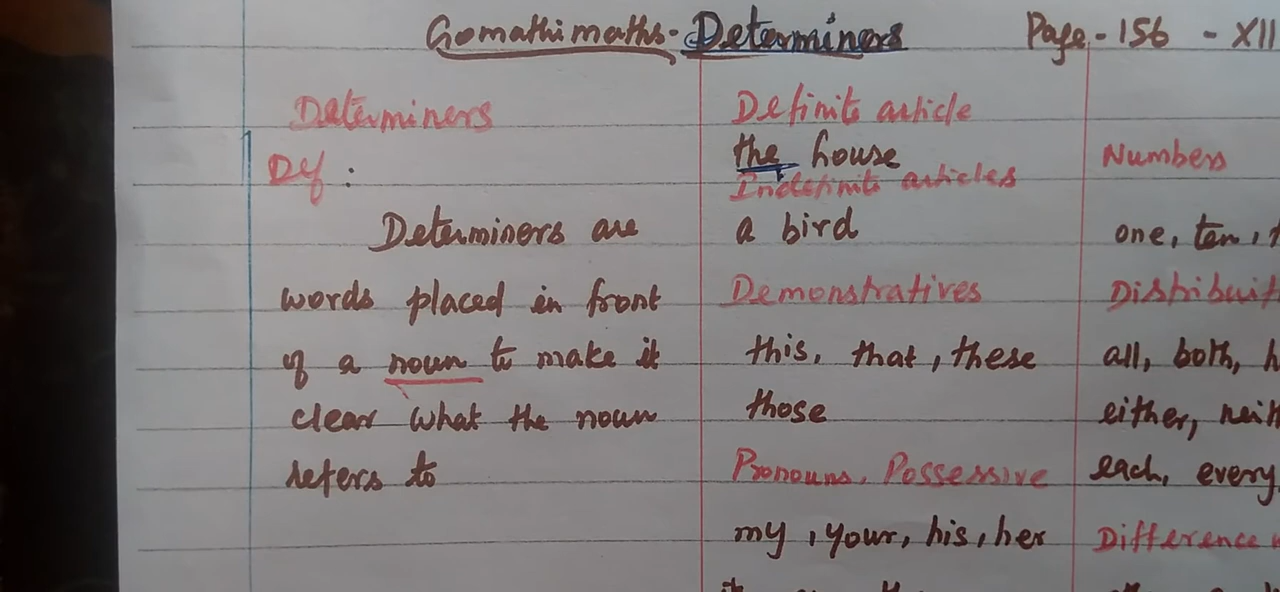 Gomathimaths - Determiners Page - 156 - XII
Determiners
Def :
Determiners are
words placed in front
of a noun to make it
clear what the noun
refers to
Definite article
the house
Indefinite articles
a bird
Demonstratives
this, that, these
those
Pronouns, Possessive
my, your, his, her
Numbers
one, ten,
all, both,
either,
each, every
Difference